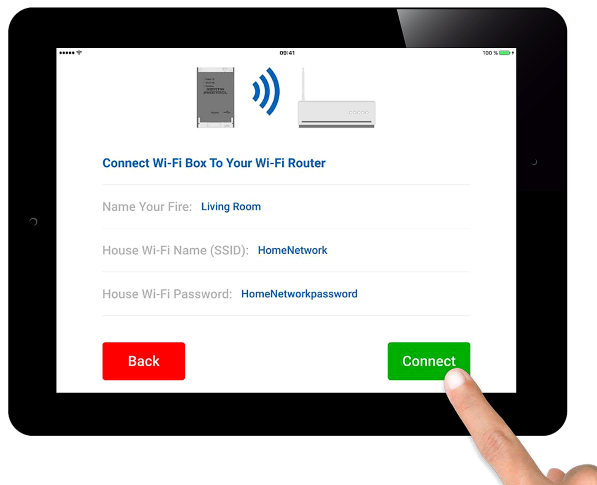 09:41
100 %
Connect Wi-Fi Box To Your Wi-Fi Router
Name Your Fire: Living Room
House Wi-Fi Name (SSID): HomeNetwork
House Wi-Fi Password: HomeNetworkpassword
Back
Connect